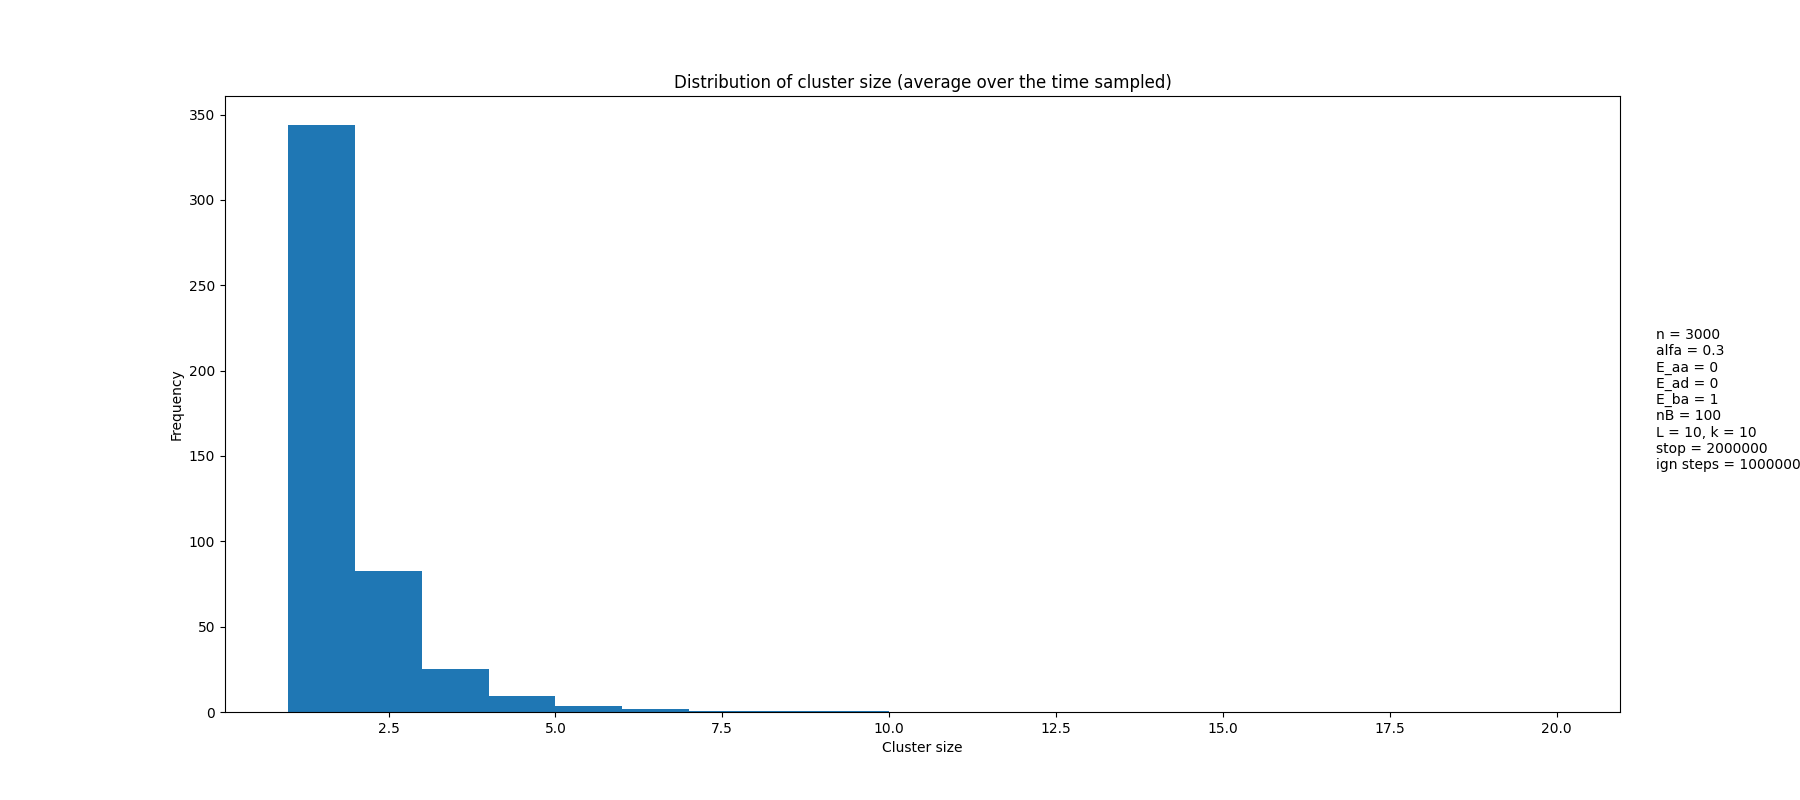 Distribution of cluster size (average over the time sampled)
350
300
250
200
150
100
50
0
Frequency
2.5 5.0 7.5 10.0 12.5 15.0 17.5 20.0
Cluster size
n = 3000
alfa = 0.3
E_aa = 0
E_ad = 0
E_ba = 1
nB = 100
L = 10, k = 10
stop = 2000000
ign steps = 1000000